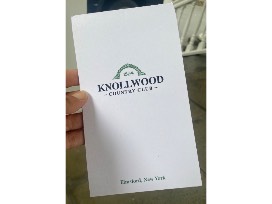 KNOLLWOOD
- COUNTRY CLUB -
Elmsford, New York